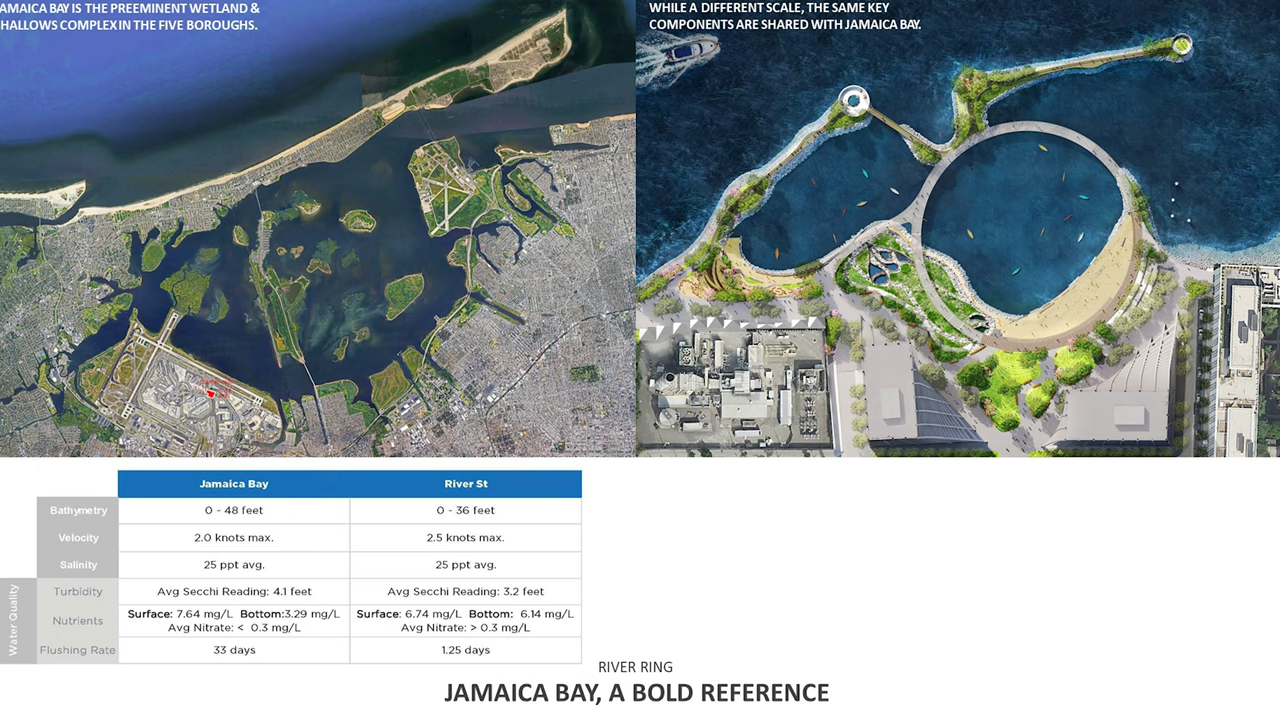 AMAICA BAY IS THE PREEMINENT WETLAND &
HALLOWS COMPLEX IN THE FIVE BOROUGHS.
WHILE A DIFFERENT SCALE, THE SAME KEY
COMPONENTS ARE SHARED WITH JAMAICA BAY.
Jamaica Bay River St
Bathymetry 0 - 48 feet 0 - 36 feet
Velocity 2.0 knots max. 2.5 knots max.
Salinity 25 ppt avg. 25 ppt avg.
Water Quality
Turbidity Avg Secchi Reading: 4.1 feet Avg Secchi Reading: 3.2 feet
Nutrients Surface: 7.64 mg/L Bottom:3.29 mg/L Surface: 6.74 mg/L Bottom: 6.14 mg/L
Avg Nitrate: < 0.3 mg/L Avg Nitrate: > 0.3 mg/L
Flushing Rate 33 days 1.25 days
RIVER RING
JAMAICA BAY, A BOLD REFERENCE